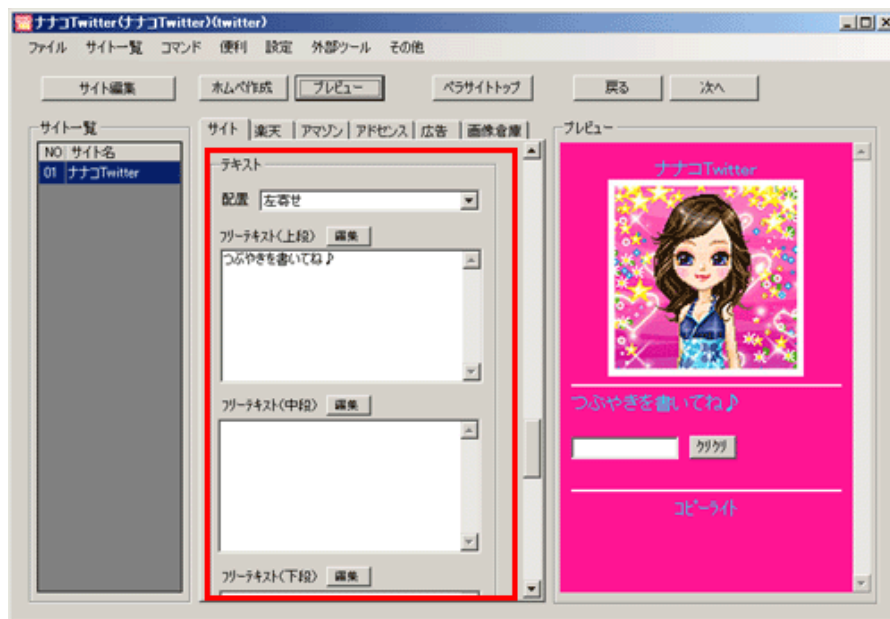 ナナコTwitter(ナナコTwitter)(twitter)
ファイル サイト一覧 コマンド 便利 設定 外部ツール その他
サイト編集 ホムペ作成 プレビュー ペラサイトトップ 戻る 次へ
サイト一覧
NO サイト名
01 ナナコTwitter
サイト 楽天 アマゾン アドセンス 広告 画像倉庫
テキスト
配置 左寄せ
フリーテキスト(上段) 編集
つぶやきを書いてね♪
フリーテキスト(中段) 編集
フリーテキスト(下段) 編集
プレビュー
ナナコTwitter
つぶやきを書いてね♪
クリクリ
コピーライト